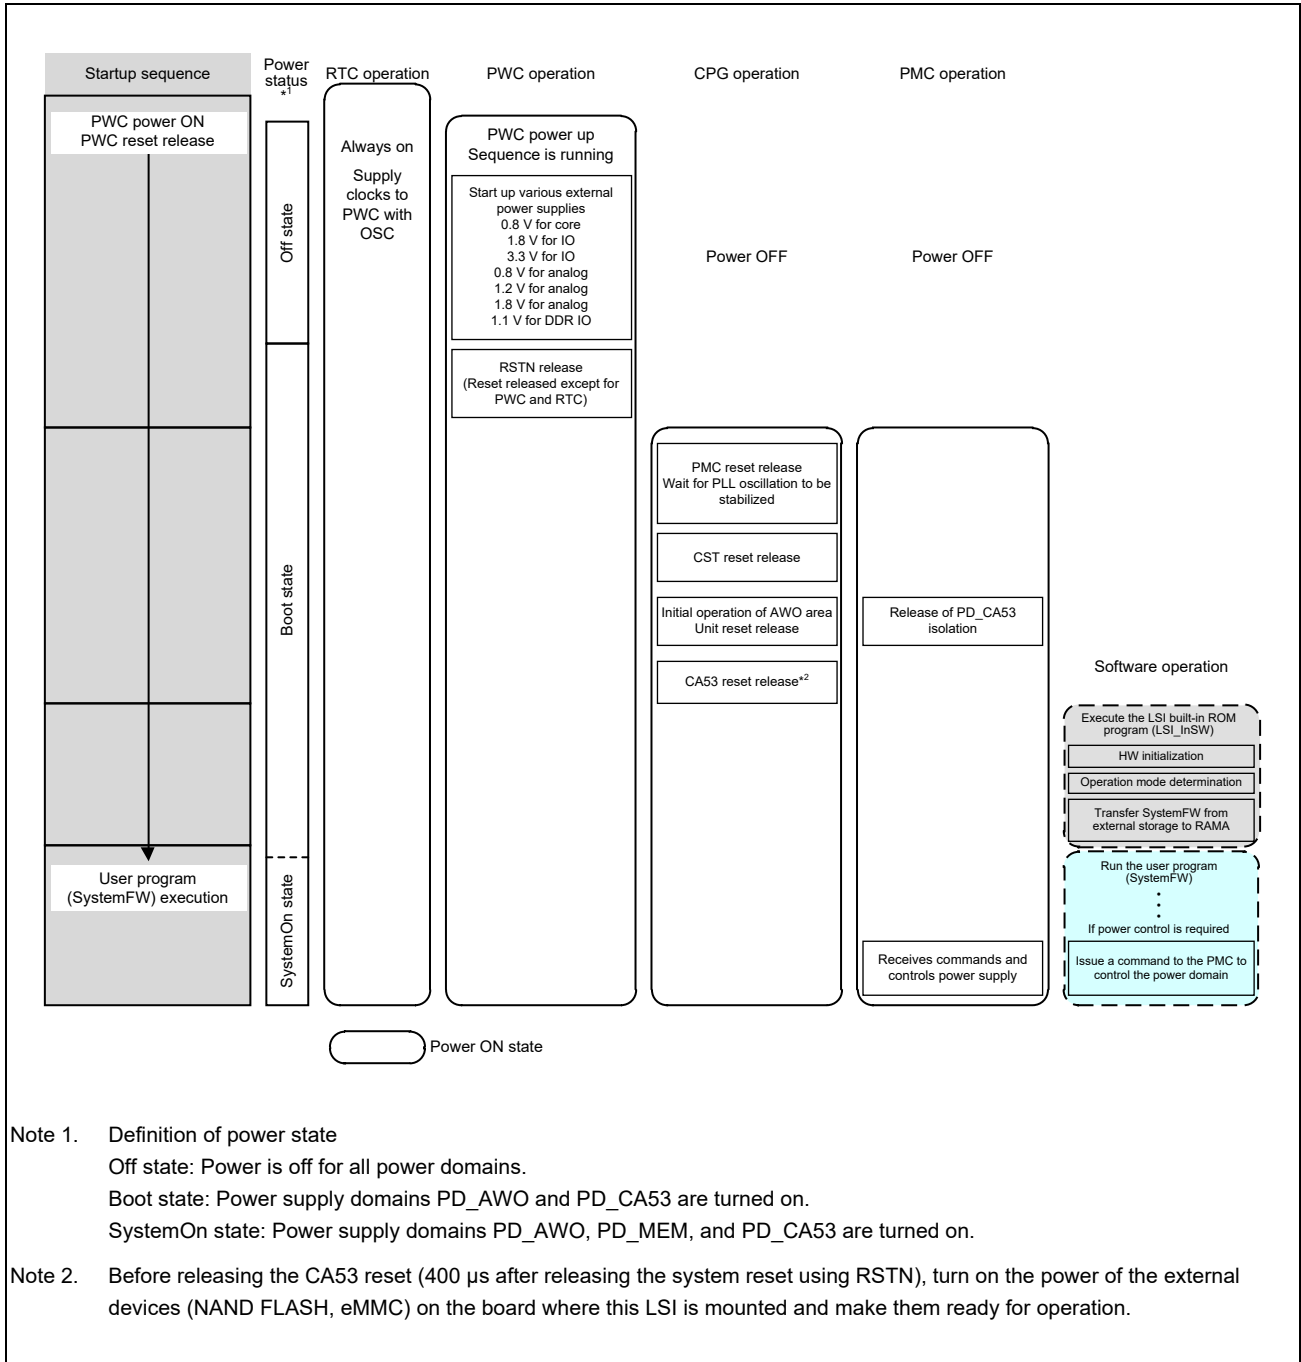 Startup sequence
Power
status
*1
RTC operation
PWC operation
CPG operation
PMC operation
PWC power ON
PWC reset release
Off state
Always on
Supply
clocks to
PWC with
OSC
PWC power up
Sequence is running
Start up various external
power supplies
0.8 V for core
1.8 V for IO
3.3 V for IO
0.8 V for analog
1.2 V for analog
1.8 V for analog
1.1 V for DDR IO
Power OFF
Power OFF
RSTN release
(Reset released except for
PWC and RTC)
Boot state
PMC reset release
Wait for PLL oscillation to be
stabilized
CST reset release
Initial operation of AWO area
Unit reset release
Release of PD_CA53
isolation
CA53 reset release*2
Software operation
Execute the LSI built-in ROM
program (LSI_InSW)
HW initialization
Operation mode determination
Transfer SystemFW from
external storage to RAMA
User program
(SystemFW) execution
SystemOn state
Run the user program
(SystemFW)
If power control is required
Receives commands and
controls power supply
Issue a command to the PMC to
control the power domain
Power ON state
Note 1. Definition of power state
Off state: Power is off for all power domains.
Boot state: Power supply domains PD_AWO and PD_CA53 are turned on.
SystemOn state: Power supply domains PD_AWO, PD_MEM, and PD_CA53 are turned on.
Note 2. Before releasing the CA53 reset (400 µs after releasing the system reset using RSTN), turn on the power of the external
devices (NAND FLASH, eMMC) on the board where this LSI is mounted and make them ready for operation.